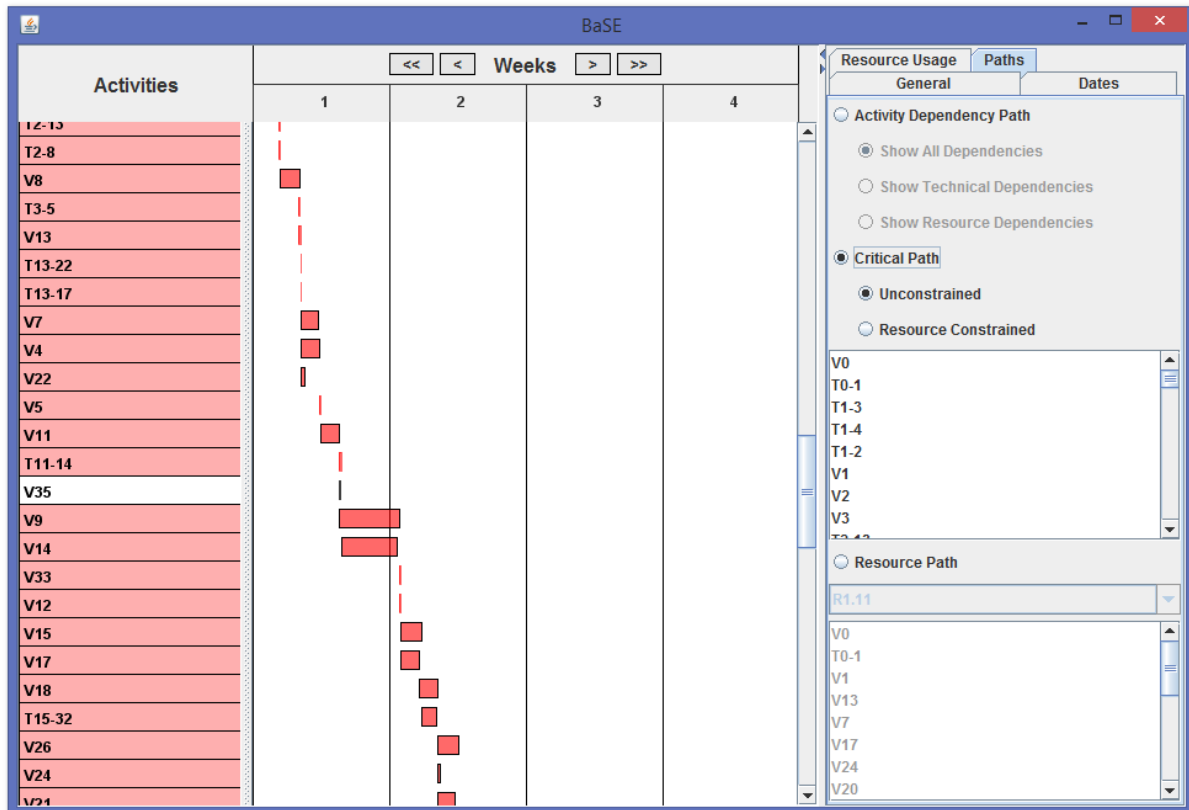 BaSE
Activities
<< < Weeks > >>
1 2 3 4
T2-13
T2-8
V8
T3-5
V13
T13-22
T13-17
V7
V4
V22
V5
V11
T11-14
V35
V9
V14
V33
V12
V15
V17
V18
T15-32
V26
V24
V21
Resource Usage Paths
General Dates
Activity Dependency Path
Show All Dependencies
Show Technical Dependencies
Show Resource Dependencies
Critical Path
Unconstrained
Resource Constrained
V0
T0-1
T1-3
T1-4
T1-2
V1
V2
V3
Resource Path
R1.11
V0
T0-1
V1
V13
V7
V17
V24
V20